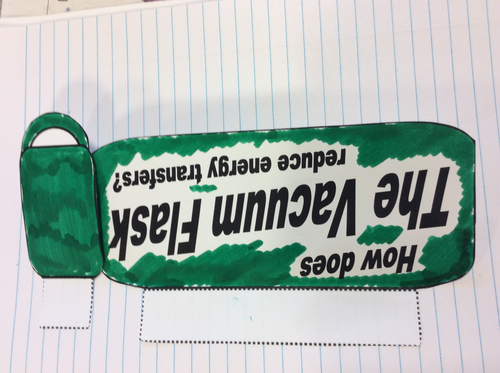 How does
The Vacuum Flask
reduce energy transfers?